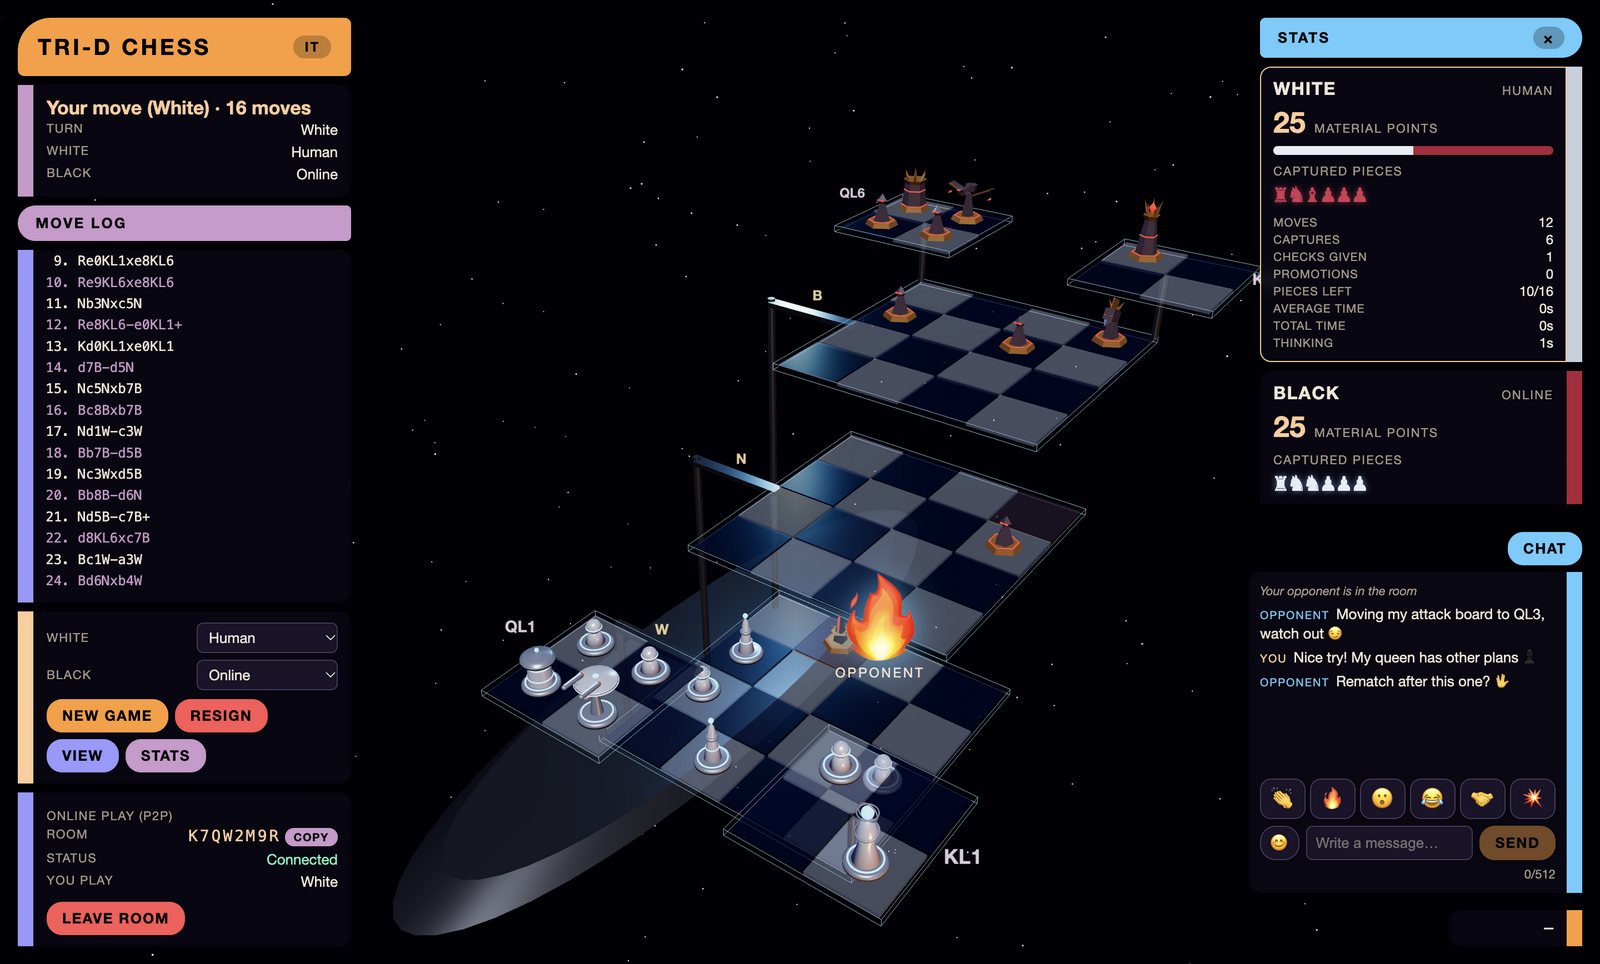 TRI-D CHESS
IT
Your move (White) · 16 moves
TURN White
WHITE Human
BLACK Online
MOVE LOG
9. Re0KL1xe8KL6
10. Re9KL6xe8KL6
11. Nb3Nxc5N
12. Re8KL6-e0KL1+
13. Kd0KL1xe0KL1
14. d7B-d5N
15. Nc5Nxb7B
16. Bc8Bxb7B
17. Nd1W-c3W
18. Bb7B-d5B
19. Nc3Wxd5B
20. Bb8B-d6N
21. Nd5B-c7B+
22. d8KL6xc7B
23. Bc1W-a3W
24. Bd6Nxb4W
WHITE Human
BLACK Online
NEW GAME RESIGN
VIEW STATS
ONLINE PLAY (P2P)
ROOM K7QW2M9R COPY
STATUS Connected
YOU PLAY White
LEAVE ROOM
QL6
K
B
N
W
QL1
KL1
OPPONENT
STATS ×
WHITE HUMAN
25 MATERIAL POINTS
CAPTURED PIECES
MOVES 12
CAPTURES 6
CHECKS GIVEN 1
PROMOTIONS 0
PIECES LEFT 10/16
AVERAGE TIME 0s
TOTAL TIME 0s
THINKING 1s
BLACK ONLINE
25 MATERIAL POINTS
CAPTURED PIECES
CHAT
Your opponent is in the room
OPPONENT Moving my attack board to QL3,
watch out 😏
YOU Nice try! My queen has other plans ♟
OPPONENT Rematch after this one? 🖖
Write a message…
SEND
0/512
–